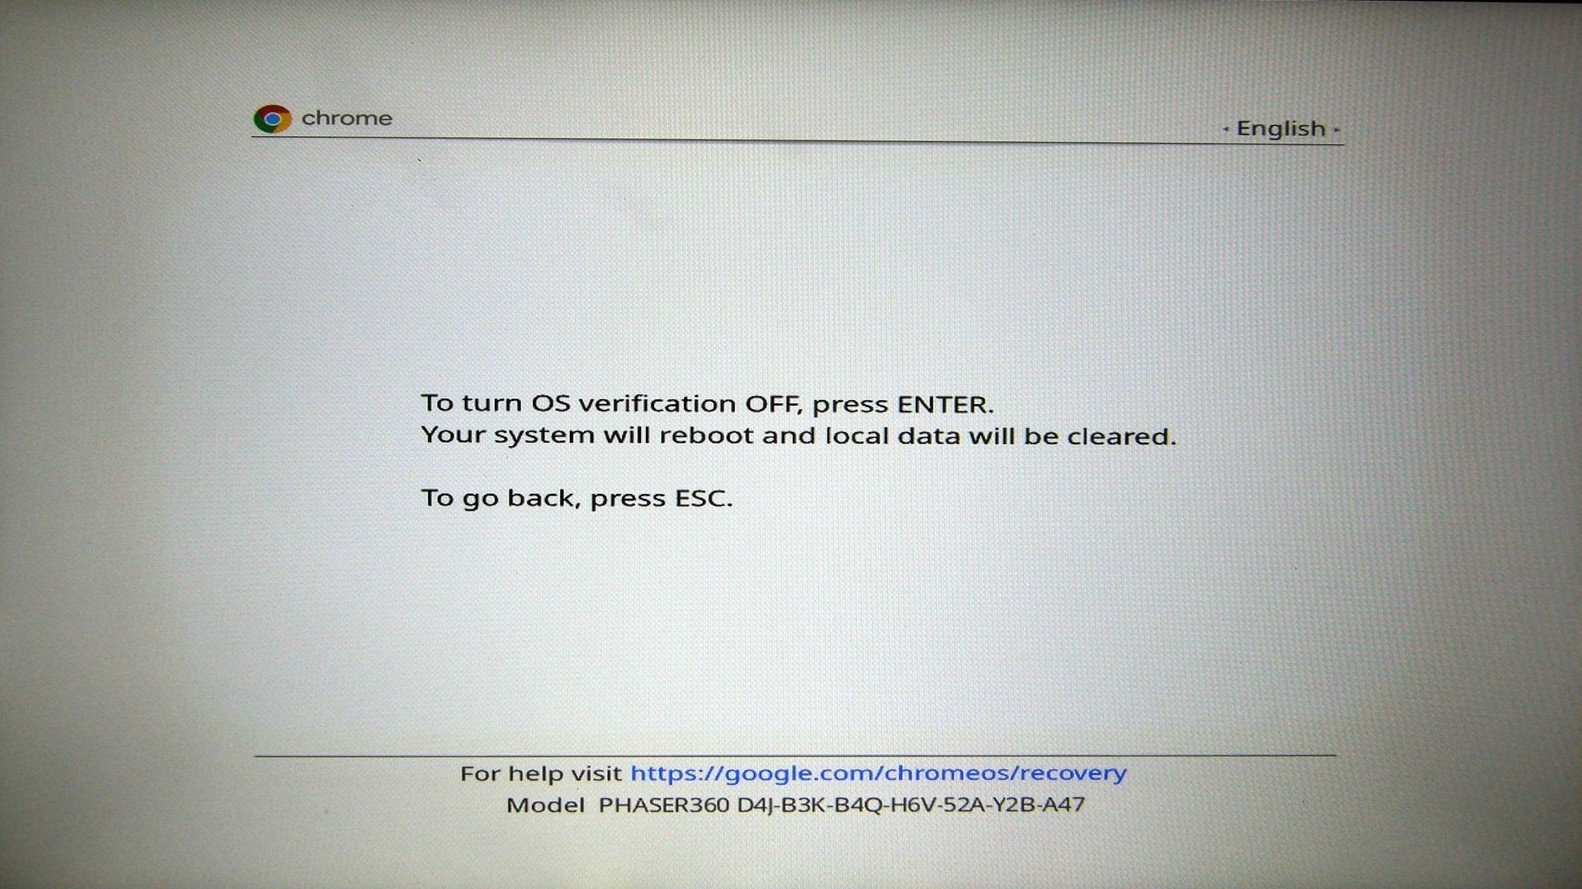 chrome
English
To turn OS verification OFF, press ENTER.
Your system will reboot and local data will be cleared.
To go back, press ESC.
For help visit https://google.com/chromeos/recovery
Model PHASER360 D4J-B3K-B4Q-H6V-52A-Y2B-A47